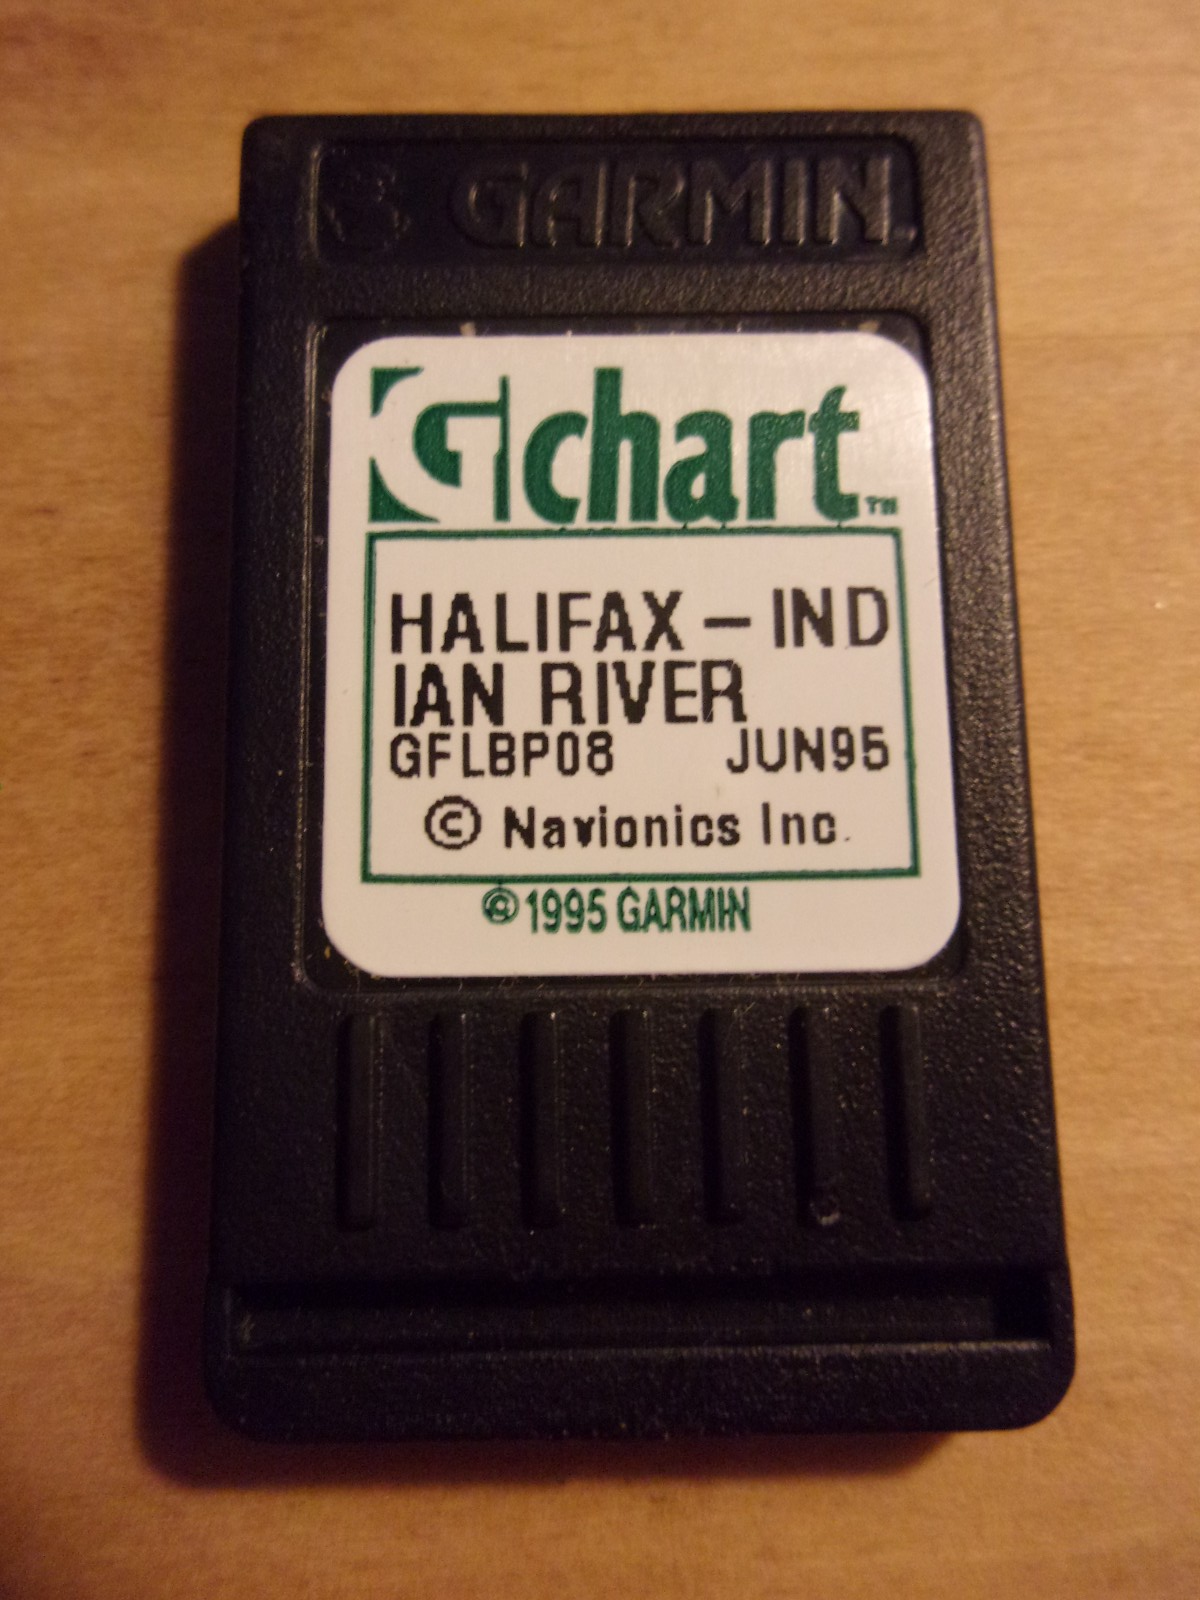 GARMIN
Gchart™
HALIFAX – IND
IAN RIVER
GFLBP08 JUN95
© Navionics Inc.
©1995 GARMIN